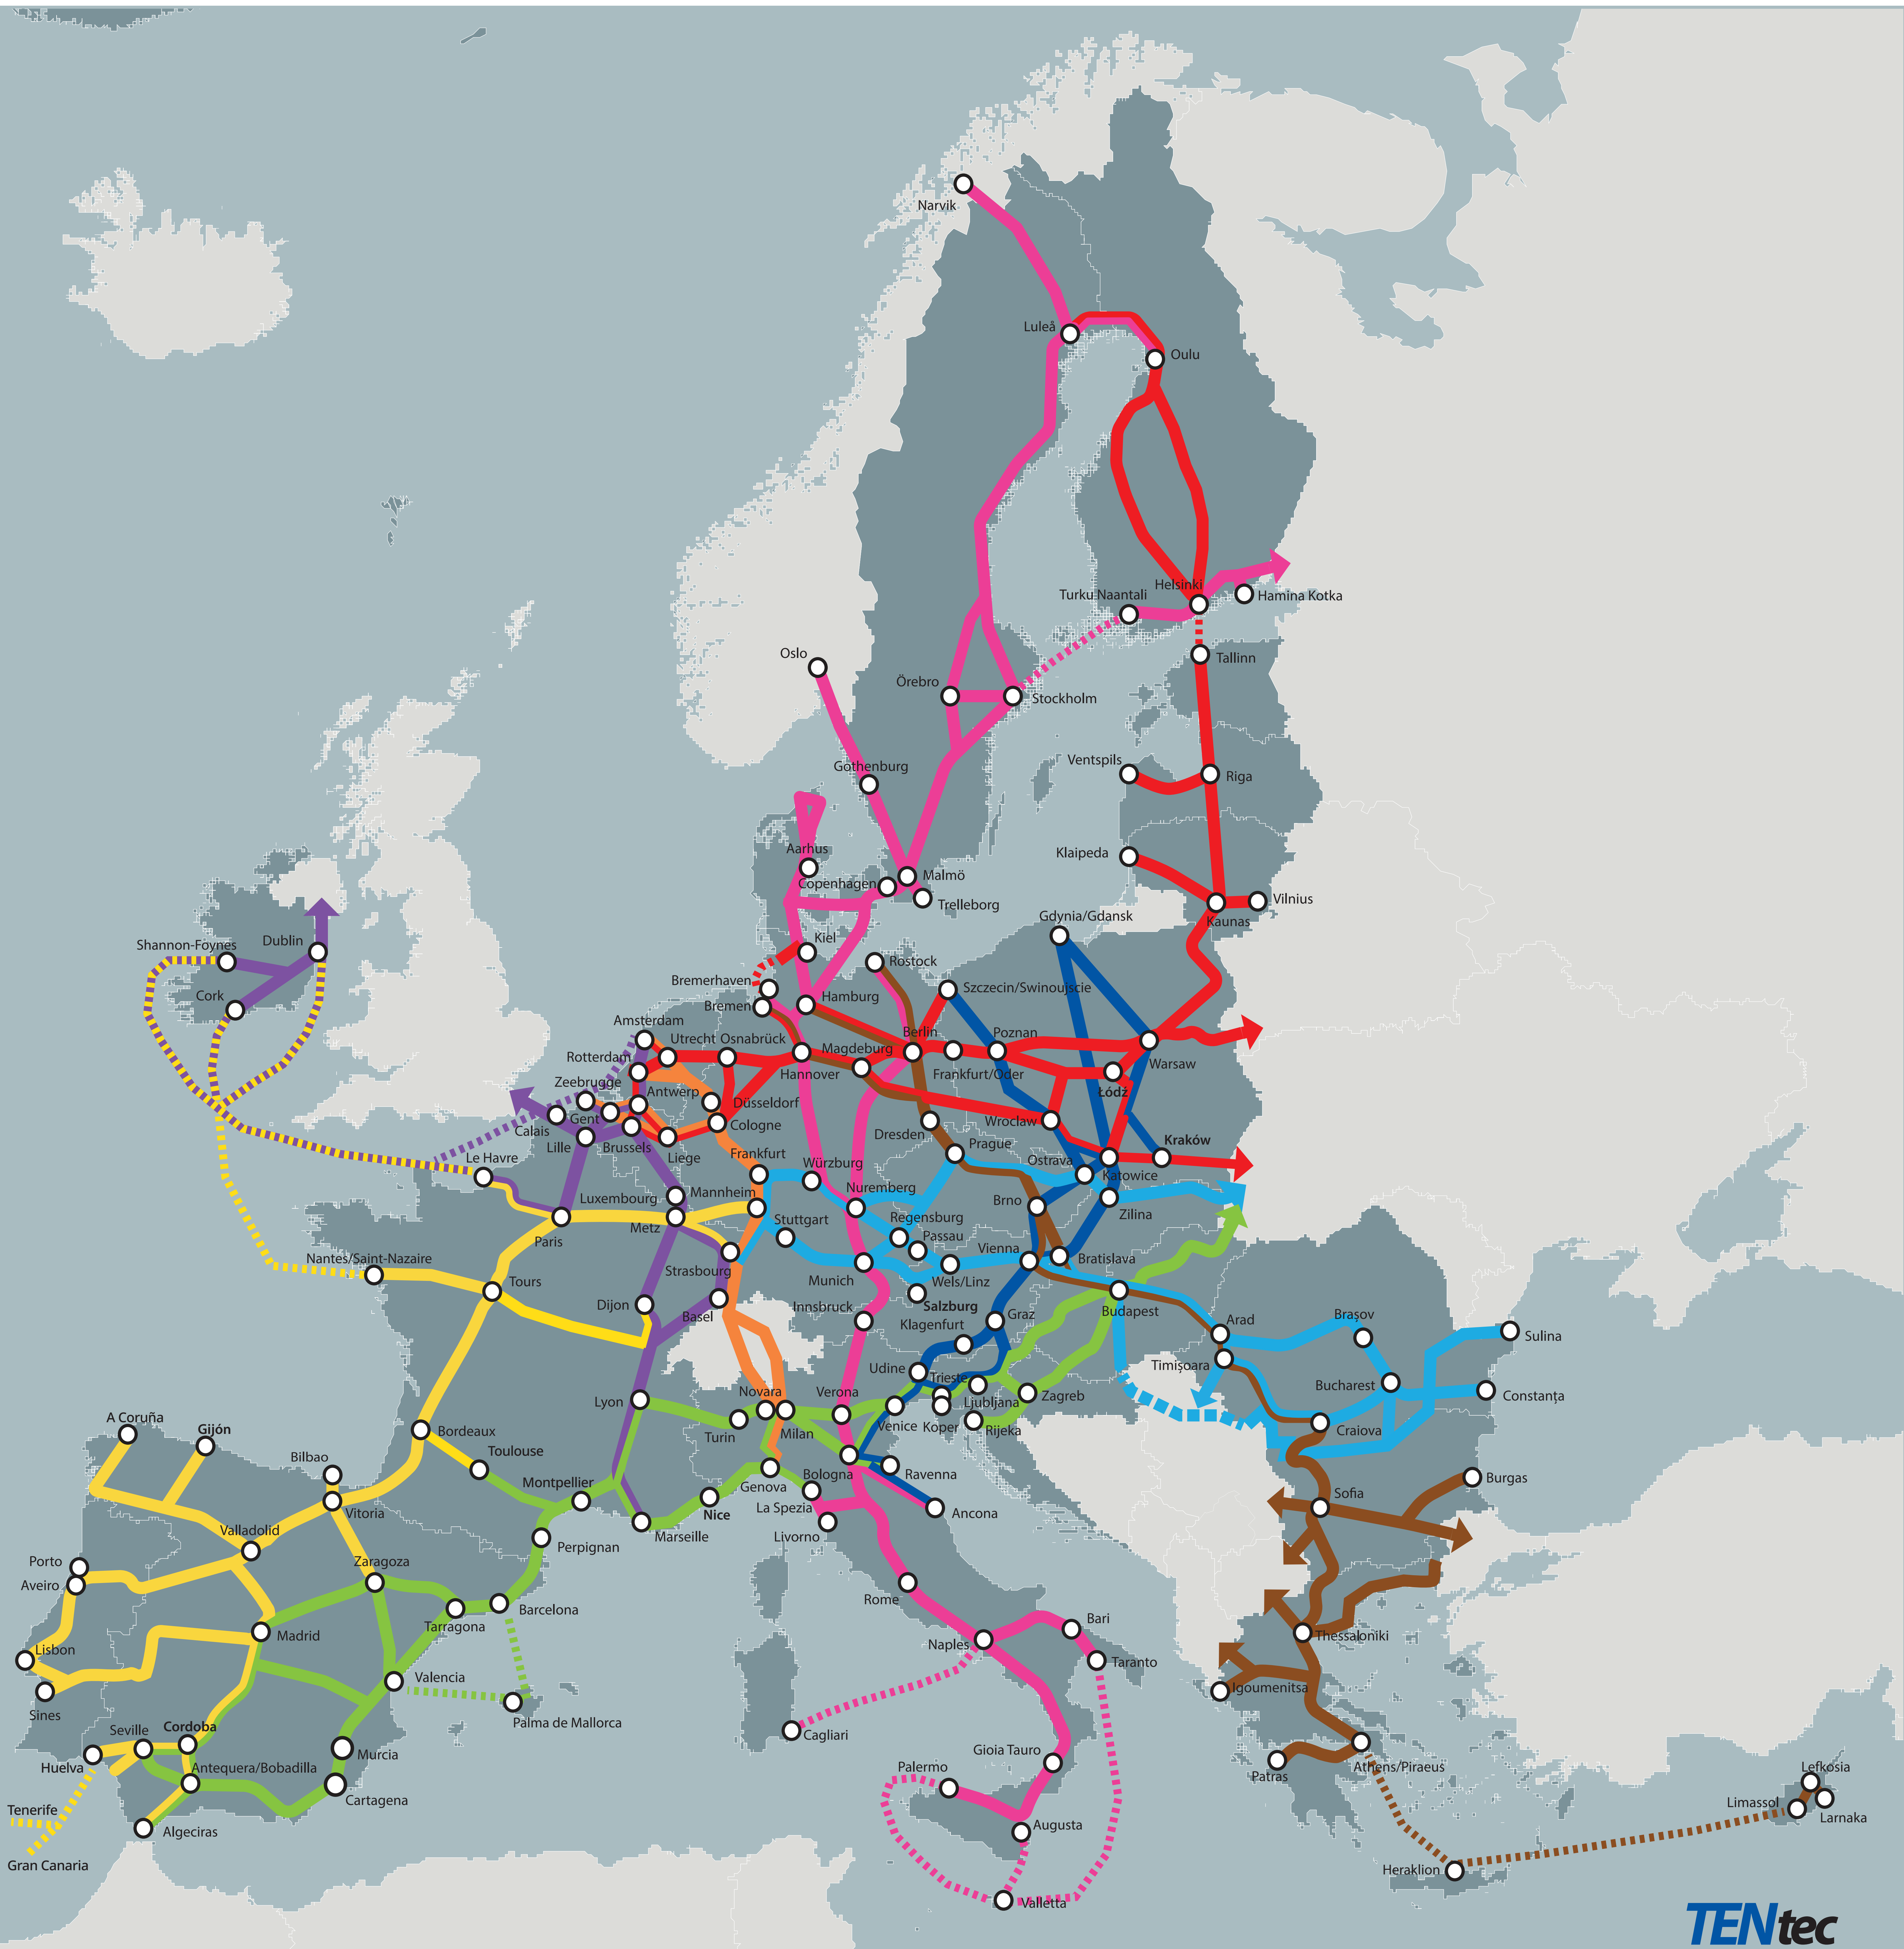 Narvik
Luleå
Oulu
Helsinki
Turku Naantali
Hamina Kotka
Oslo
Tallinn
Örebro
Stockholm
Ventspils
Gothenburg
Riga
Aarhus
Klaipeda
Copenhagen
Malmö
Trelleborg
Vilnius
Gdynia/Gdansk
Kaunas
Shannon-Foynes
Dublin
Kiel
Rostock
Bremerhaven
Szczecin/Swinoujscie
Cork
Hamburg
Bremen
Amsterdam
Utrecht
Osnabrück
Berlin
Poznan
Rotterdam
Magdeburg
Hannover
Frankfurt/Oder
Warsaw
Zeebrugge
Antwerp
Düsseldorf
Łódź
Gent
Calais
Cologne
Dresden
Wroclaw
Lille
Brussels
Liege
Prague
Kraków
Le Havre
Frankfurt
Würzburg
Ostrava
Katowice
Luxembourg
Mannheim
Nuremberg
Brno
Zilina
Metz
Stuttgart
Regensburg
Paris
Passau
Vienna
Bratislava
Nantes/Saint-Nazaire
Strasbourg
Munich
Wels/Linz
Tours
Salzburg
Dijon
Basel
Innsbruck
Klagenfurt
Graz
Budapest
Arad
Braşov
Sulina
Udine
Timişoara
Trieste
Bucharest
Lyon
Novara
Verona
Ljubljana
Zagreb
Constanţa
A Coruña
Gijón
Turin
Milan
Venice
Koper
Rijeka
Craiova
Bordeaux
Toulouse
Bilbao
Montpellier
Genova
Bologna
Ravenna
Burgas
Vitoria
Nice
La Spezia
Ancona
Sofia
Valladolid
Marseille
Livorno
Perpignan
Porto
Zaragoza
Aveiro
Rome
Barcelona
Tarragona
Bari
Madrid
Naples
Thessaloniki
Lisbon
Valencia
Taranto
Igoumenitsa
Sines
Palma de Mallorca
Seville
Cordoba
Cagliari
Murcia
Gioia Tauro
Huelva
Antequera/Bobadilla
Palermo
Patras
Athens/Piraeus
Lefkosia
Cartagena
Limassol
Larnaka
Tenerife
Algeciras
Augusta
Gran Canaria
Heraklion
Valletta
TENtec